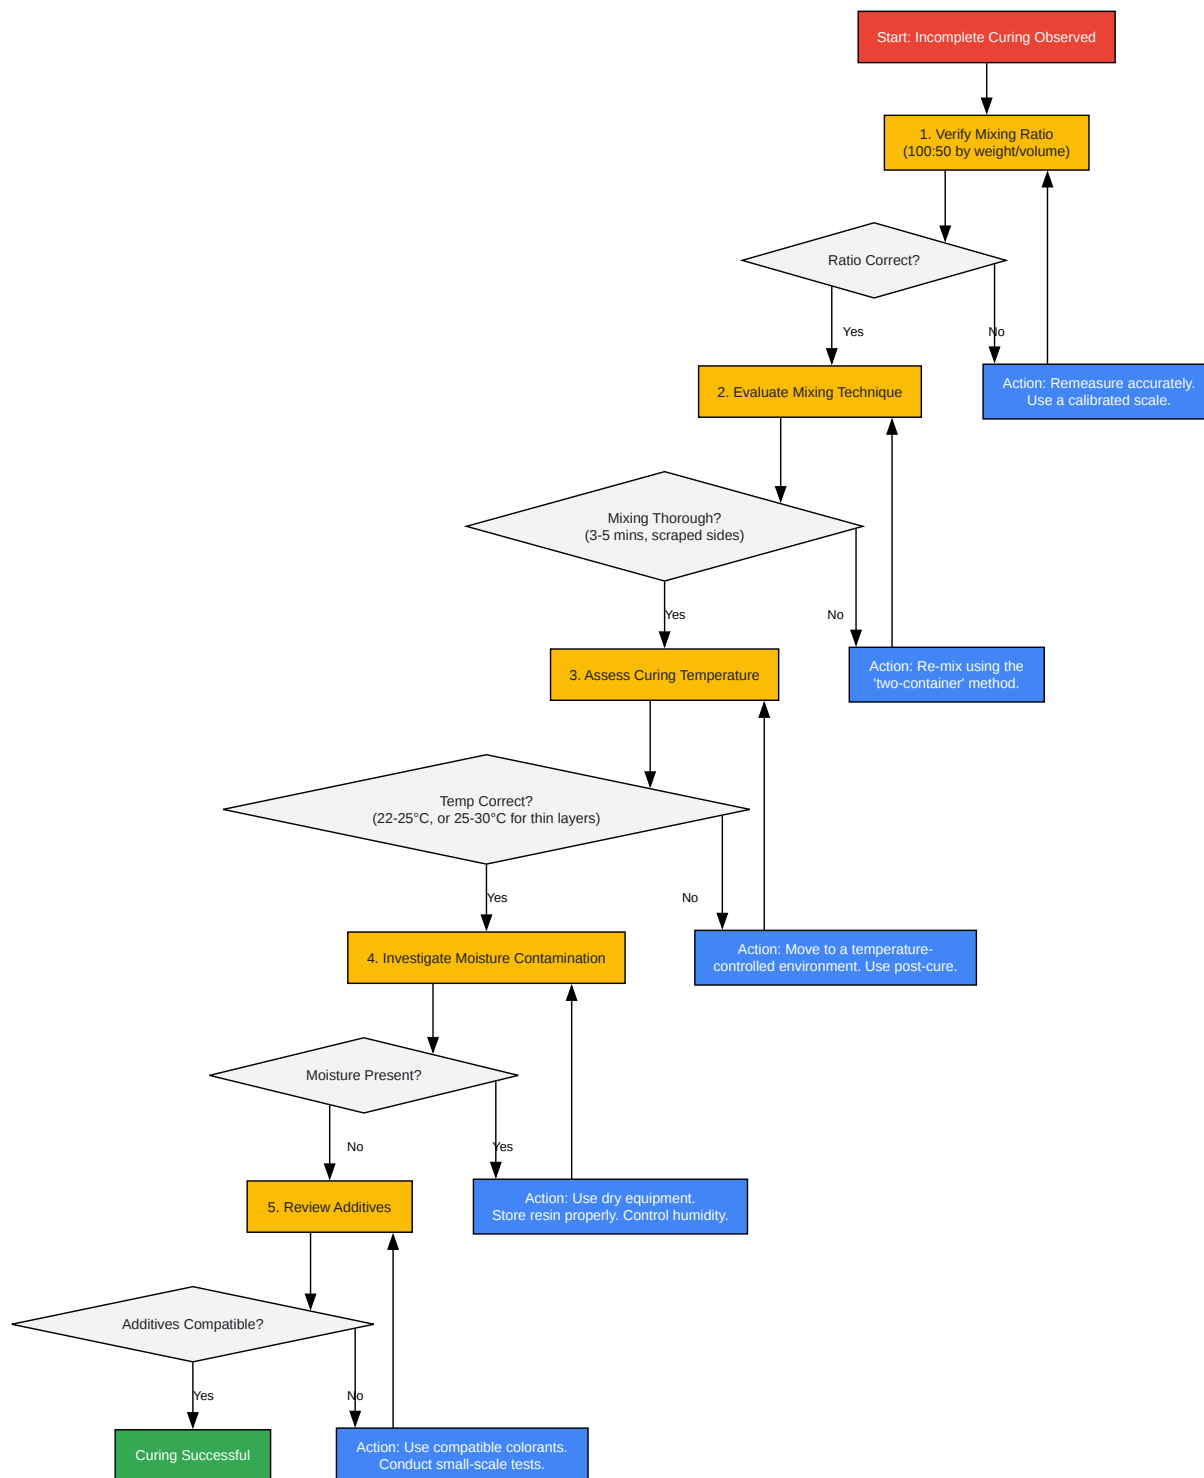 Start: Incomplete Curing Observed
1. Verify Mixing Ratio
(100:50 by weight/volume)
Ratio Correct?
Yes
No
2. Evaluate Mixing Technique
Action: Remeasure accurately.
Use a calibrated scale.
Mixing Thorough?
(3-5 mins, scraped sides)
Yes
No
3. Assess Curing Temperature
Action: Re-mix using the
'two-container' method.
Temp Correct?
(22-25°C, or 25-30°C for thin layers)
Yes
No
4. Investigate Moisture Contamination
Action: Move to a temperature-
controlled environment. Use post-cure.
Moisture Present?
No
Yes
5. Review Additives
Action: Use dry equipment.
Store resin properly. Control humidity.
Additives Compatible?
Yes
No
Curing Successful
Action: Use compatible colorants.
Conduct small-scale tests.